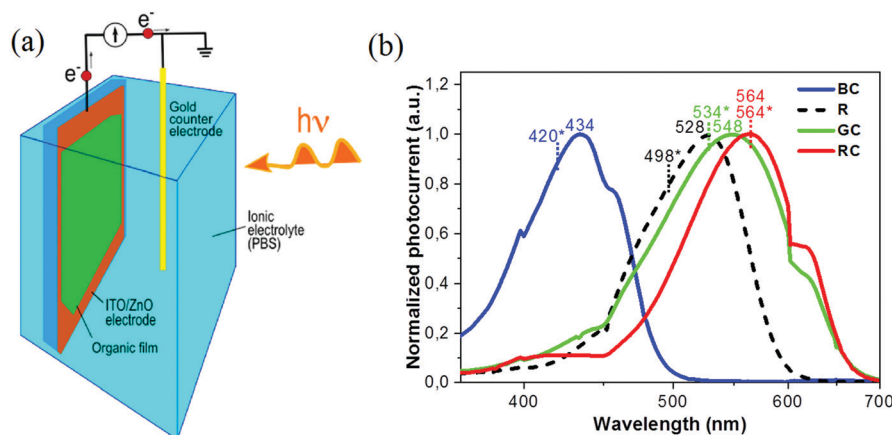 (a)
e-
e-
Gold
counter
electrode
hν
Ionic
electrolyte
(PBS)
ITO/ZnO
electrode
Organic film
(b)
Normalized photocurrent (a.u.)
1.2
1.0
0.8
0.6
0.4
0,2
0.0
420* 434
498*
528
534*
548
564
564*
BC
R
GC
RC
400 500 600 700
Wavelength (nm)